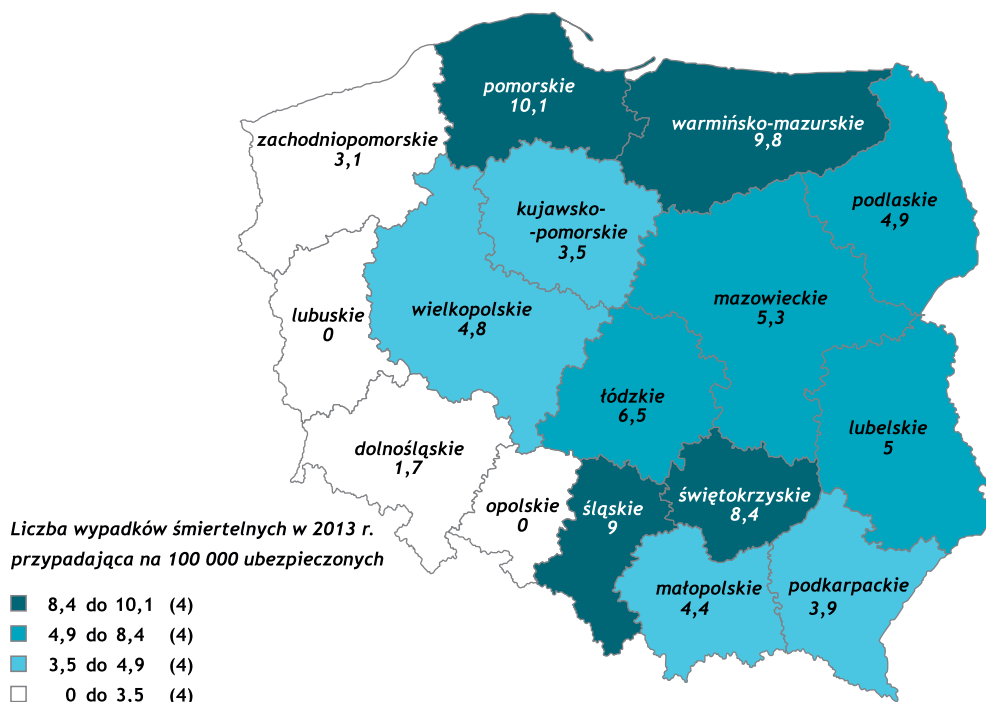 pomorskie
10,1
warmińsko-mazurskie
9,8
zachodniopomorskie
3,1
podlaskie
4,9
kujawsko-
-pomorskie
3,5
mazowieckie
5,3
wielkopolskie
4,8
lubuskie
0
łódzkie
6,5
lubelskie
5
dolnośląskie
1,7
opolskie
0
śląskie
9
świętokrzyskie
8,4
małopolskie
4,4
podkarpackie
3,9
Liczba wypadków śmiertelnych w 2013 r.
przypadająca na 100 000 ubezpieczonych
8,4 do 10,1 (4)
4,9 do 8,4 (4)
3,5 do 4,9 (4)
0 do 3,5 (4)